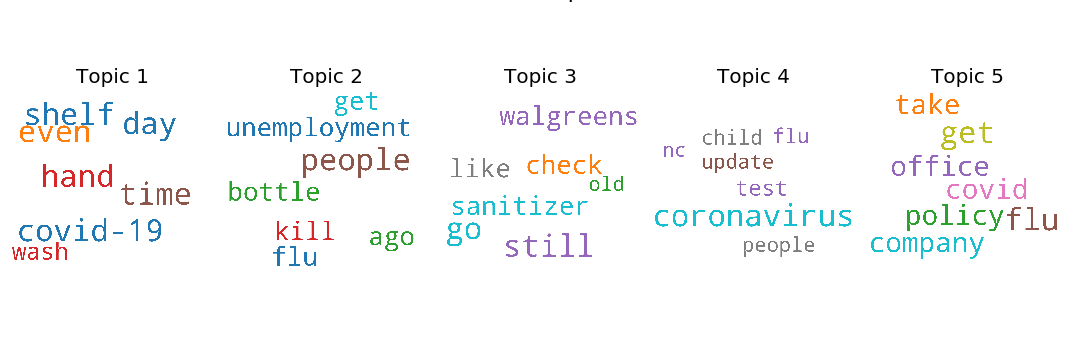 Topic 1
shelf
even
day
hand
time
covid-19
wash
Topic 2
get
unemployment
people
bottle
kill
ago
flu
Topic 3
walgreens
like
check
old
sanitizer
go
still
Topic 4
child
flu
nc
update
test
coronavirus
people
Topic 5
take
get
office
covid
policy
flu
company